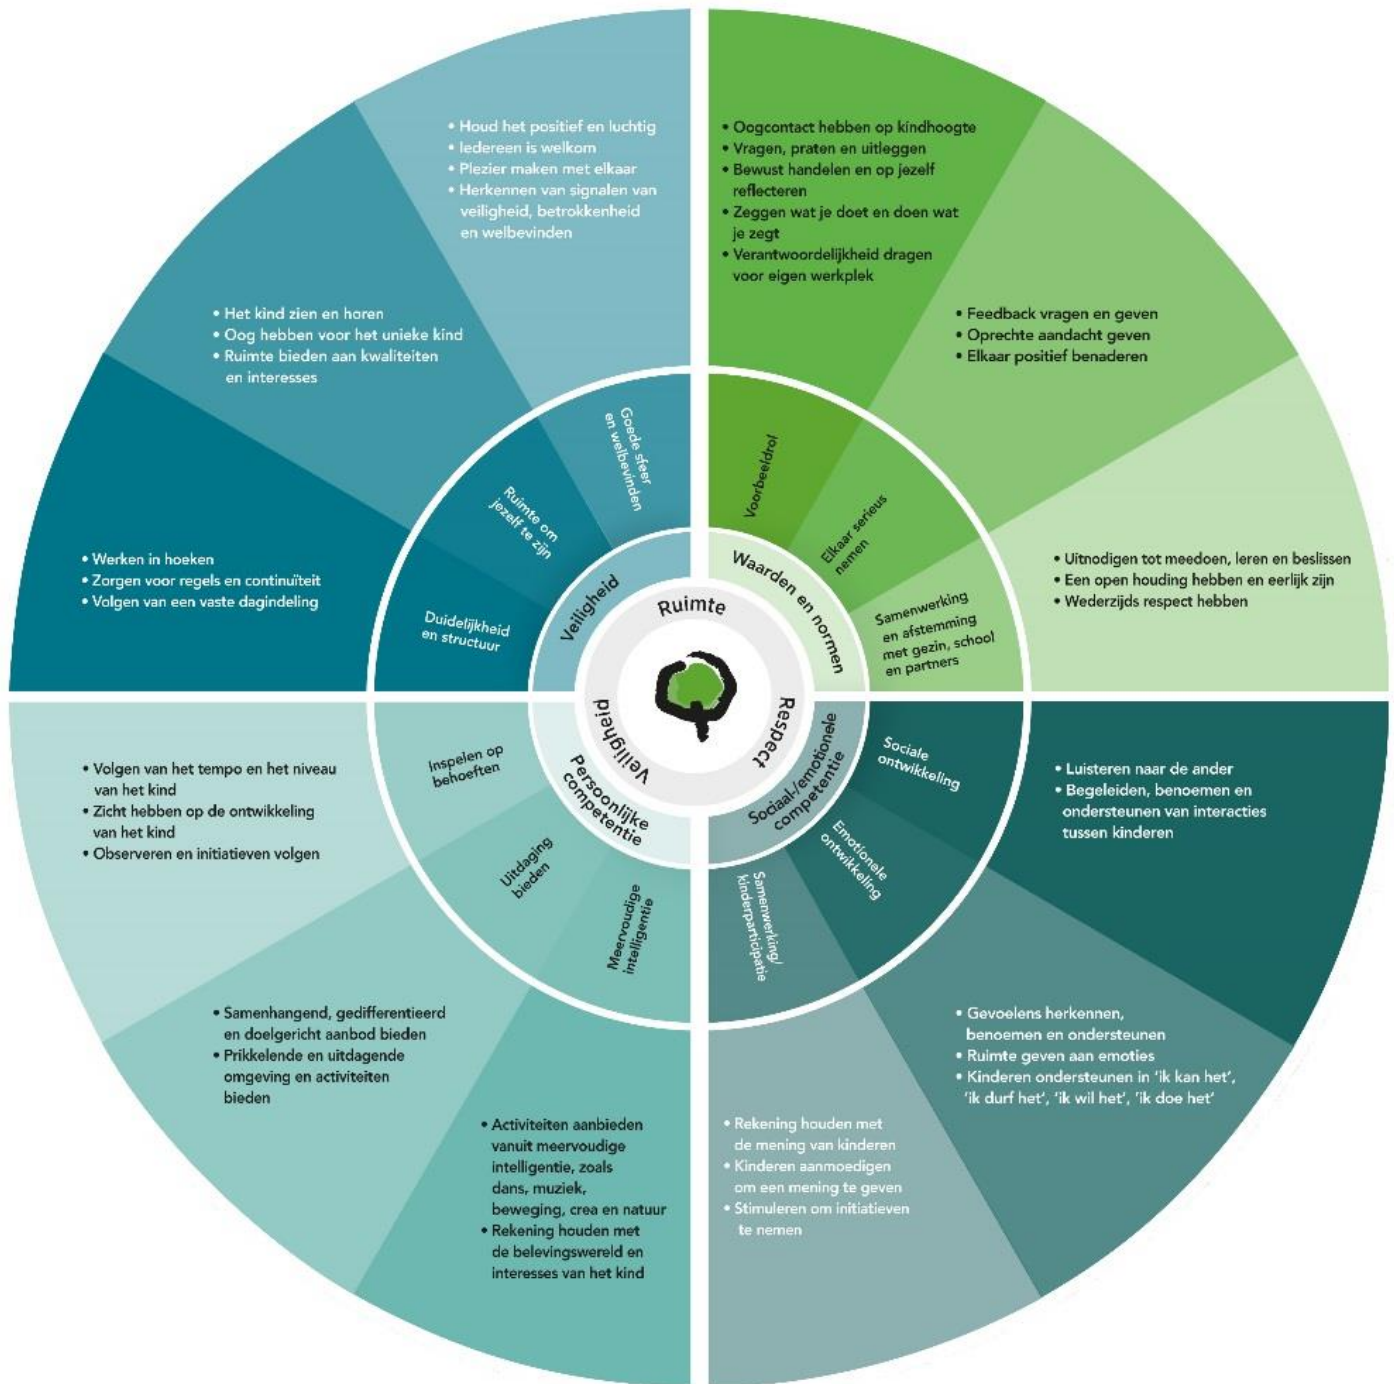 • Houd het positief en luchtig
• Iedereen is welkom
• Plezier maken met elkaar
• Herkennen van signalen van
veiligheid, betrokkenheid
en welbevinden
• Oogcontact hebben op kindhoogte
• Vragen, praten en uitleggen
• Bewust handelen en op jezelf
reflecteren
• Zeggen wat je doet en doen wat
je zegt
• Verantwoordelijkheid dragen
voor eigen werkplek
• Het kind zien en horen
• Oog hebben voor het unieke kind
• Ruimte bieden aan kwaliteiten
en interesses
• Feedback vragen en geven
• Oprechte aandacht geven
• Elkaar positief benaderen
• Werken in hoeken
• Zorgen voor regels en continuïteit
• Volgen van een vaste dagindeling
• Uitnodigen tot meedoen, leren en beslissen
• Een open houding hebben en eerlijk zijn
• Wederzijds respect hebben
Goede sfeer
en welbevinden
Ruimte om
jezelf te zijn
Duidelijkheid
en structuur
Voorbeeldrol
Elkaar serieus
nemen
Samenwerking
en afstemming
met gezin, school
en partners
Veiligheid
Waarden en normen
Ruimte
Respect
Veiligheid
Persoonlijke
competentie
Sociaal-/emotionele
competentie
Inspelen op
behoeften
Uitdaging
bieden
Meervoudige
intelligentie
Sociale
ontwikkeling
Emotionele
ontwikkeling
Samenwerking/
kinderparticipatie
• Volgen van het tempo en het niveau
van het kind
• Zicht hebben op de ontwikkeling
van het kind
• Observeren en initiatieven volgen
• Luisteren naar de ander
• Begeleiden, benoemen en
ondersteunen van interacties
tussen kinderen
• Samenhangend, gedifferentieerd
en doelgericht aanbod bieden
• Prikkelende en uitdagende
omgeving en activiteiten
bieden
• Gevoelens herkennen,
benoemen en ondersteunen
• Ruimte geven aan emoties
• Kinderen ondersteunen in ‘ik kan het’,
‘ik durf het’, ‘ik wil het’, ‘ik doe het’
• Activiteiten aanbieden
vanuit meervoudige
intelligentie, zoals
dans, muziek,
beweging, crea en natuur
• Rekening houden met
de belevingswereld en
interesses van het kind
• Rekening houden met
de mening van kinderen
• Kinderen aanmoedigen
om een mening te geven
• Stimuleren om initiatieven
te nemen